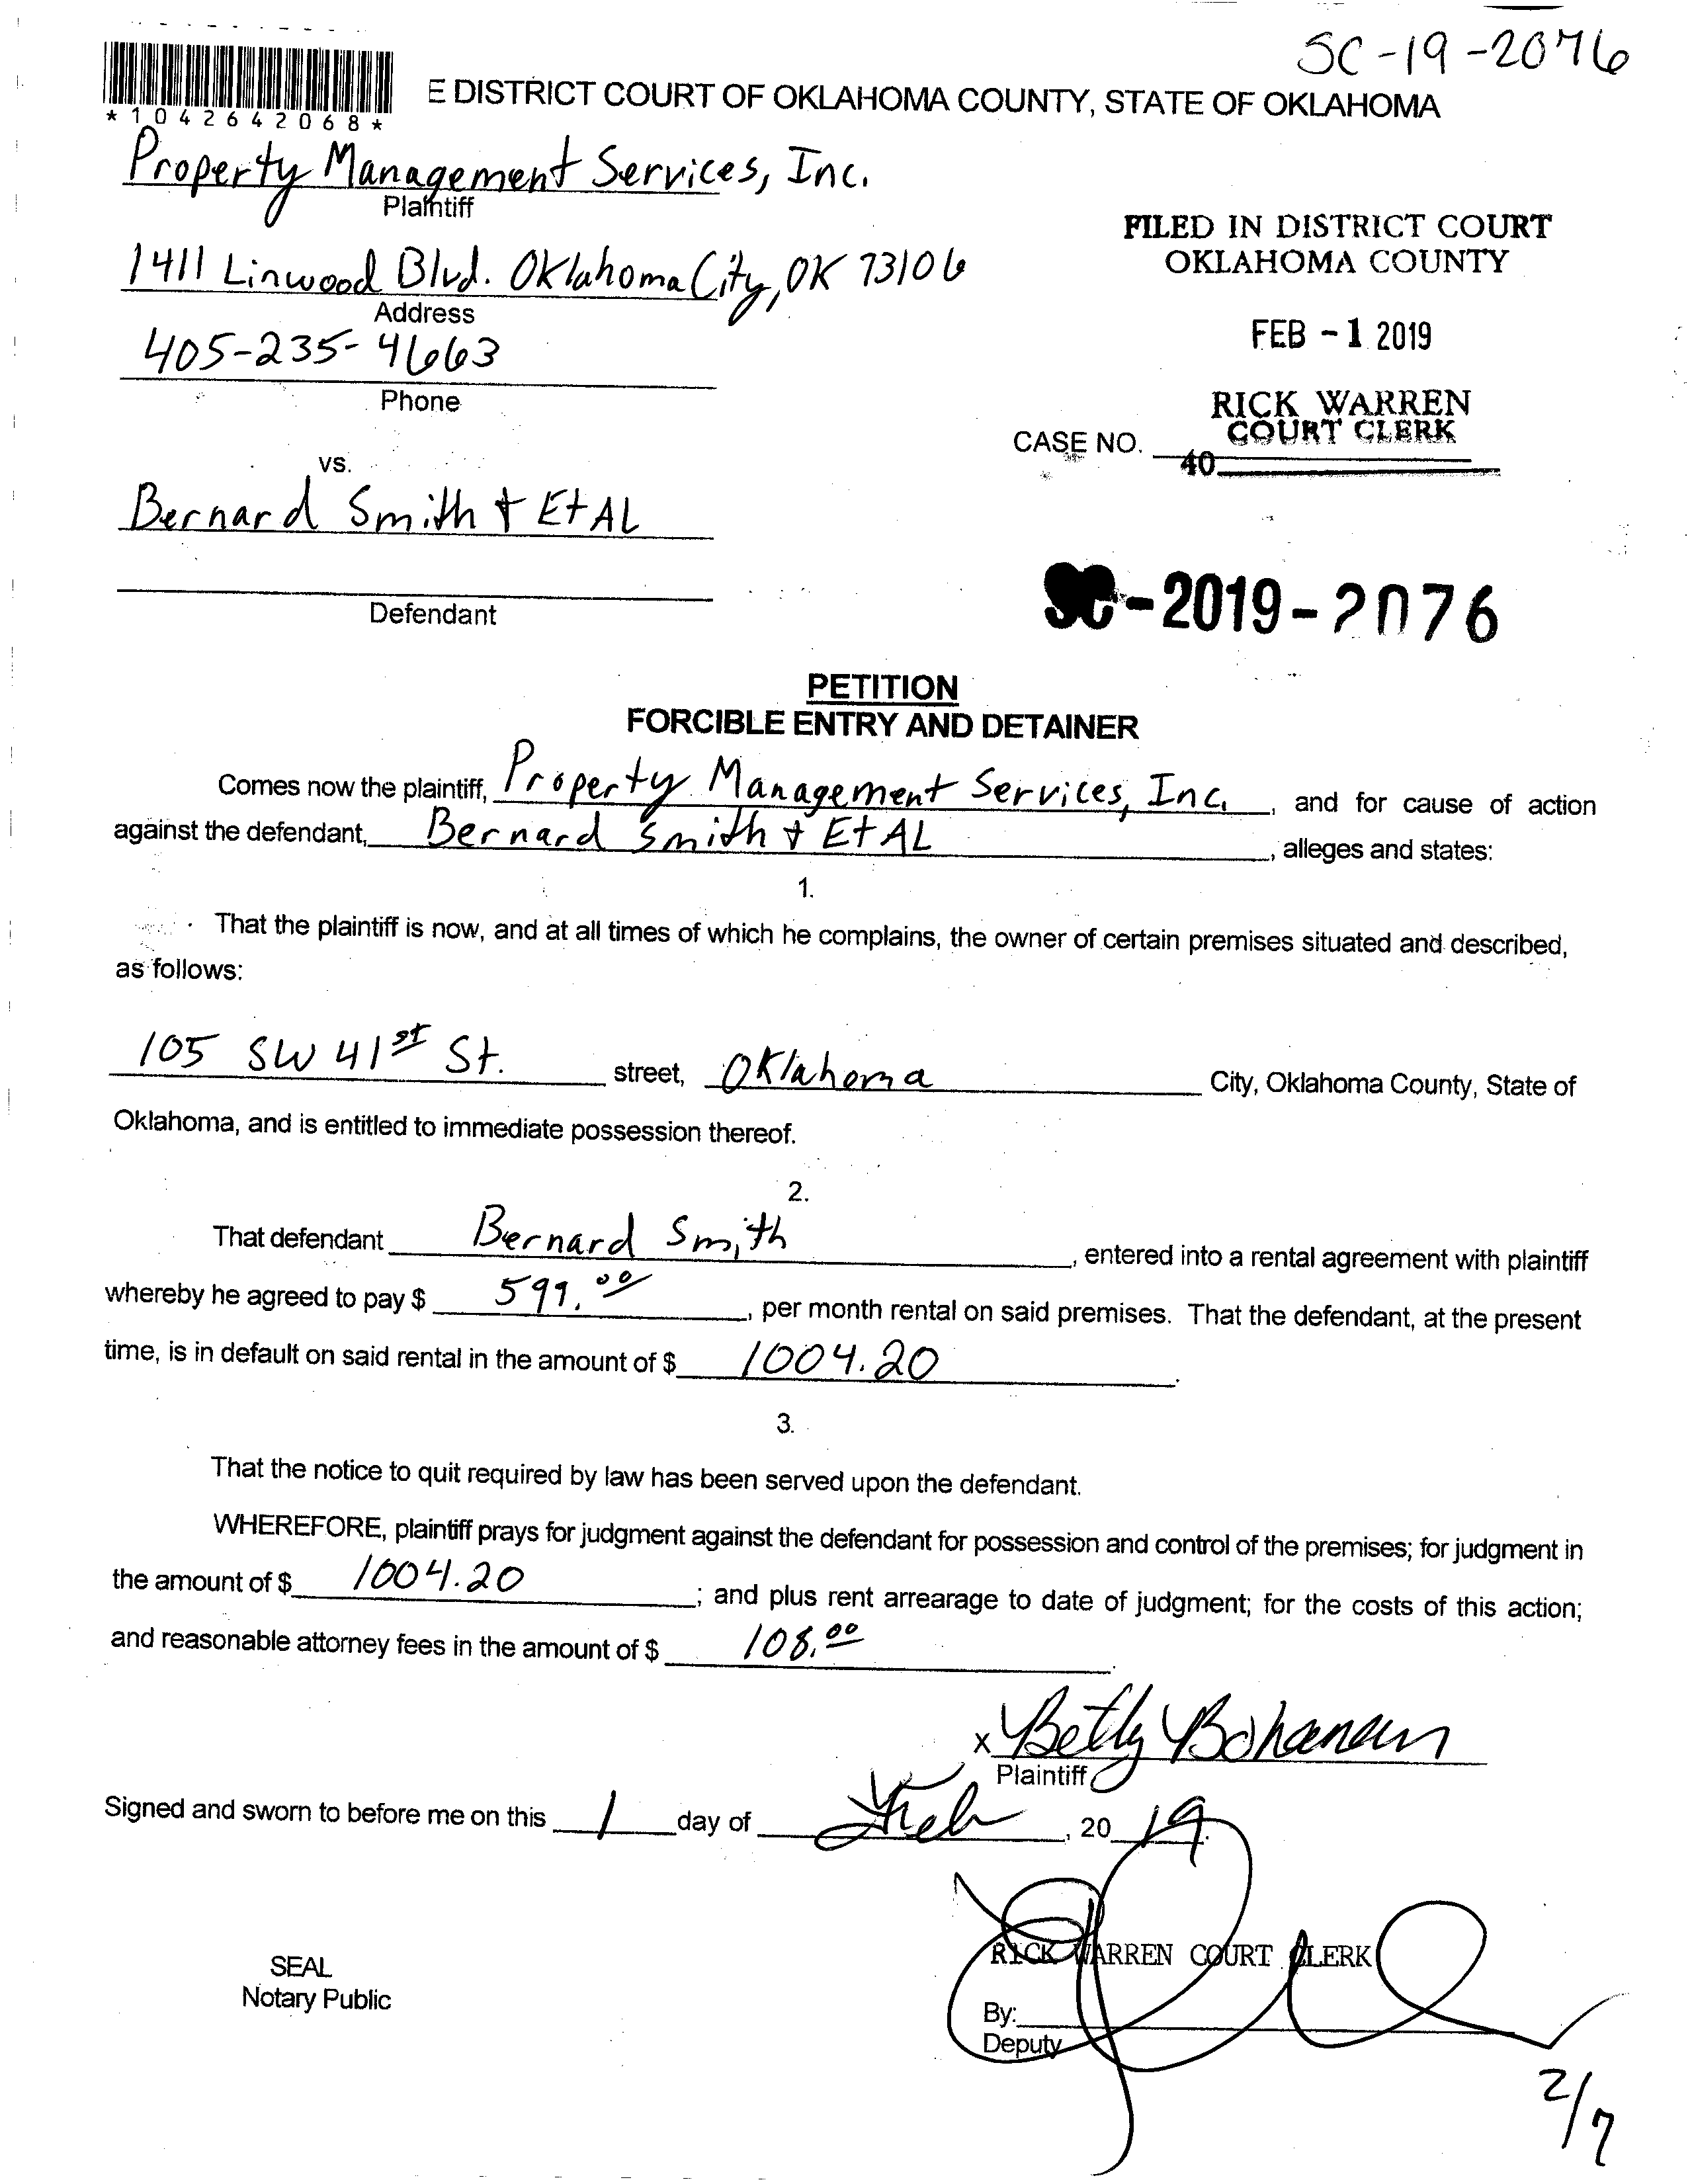 SC-19-2076
*1042642068*
E DISTRICT COURT OF OKLAHOMA COUNTY, STATE OF OKLAHOMA
Property Management Services, Inc.
Plaintiff
1411 Linwood Blvd. Oklahoma City, OK 73106
Address
405-235-4663
Phone
FILED IN DISTRICT COURT
OKLAHOMA COUNTY
FEB -1 2019
RICK WARREN
COURT CLERK
CASE NO.
40
vs.
Bernard Smith + Et AL
Defendant
SC-2019-2076
PETITION
FORCIBLE ENTRY AND DETAINER
Comes now the plaintiff, Property Management Services, Inc., and for cause of action
against the defendant, Bernard Smith + Et AL, alleges and states:
1.
That the plaintiff is now, and at all times of which he complains, the owner of certain premises situated and described,
as follows:
105 SW 41st St. street, Oklahoma City, Oklahoma County, State of
Oklahoma, and is entitled to immediate possession thereof.
2.
That defendant Bernard Smith, entered into a rental agreement with plaintiff
whereby he agreed to pay $ 599.00, per month rental on said premises. That the defendant, at the present
time, is in default on said rental in the amount of $ 1004.20.
3.
That the notice to quit required by law has been served upon the defendant.
WHEREFORE, plaintiff prays for judgment against the defendant for possession and control of the premises; for judgment in
the amount of $ 1004.20; and plus rent arrearage to date of judgment; for the costs of this action;
and reasonable attorney fees in the amount of $ 108.00.
x Betty Bohanan
Plaintiff
Signed and sworn to before me on this 1 day of Feb, 20 19.
SEAL
Notary Public
RICK WARREN COURT CLERK
By:
Deputy
2/7